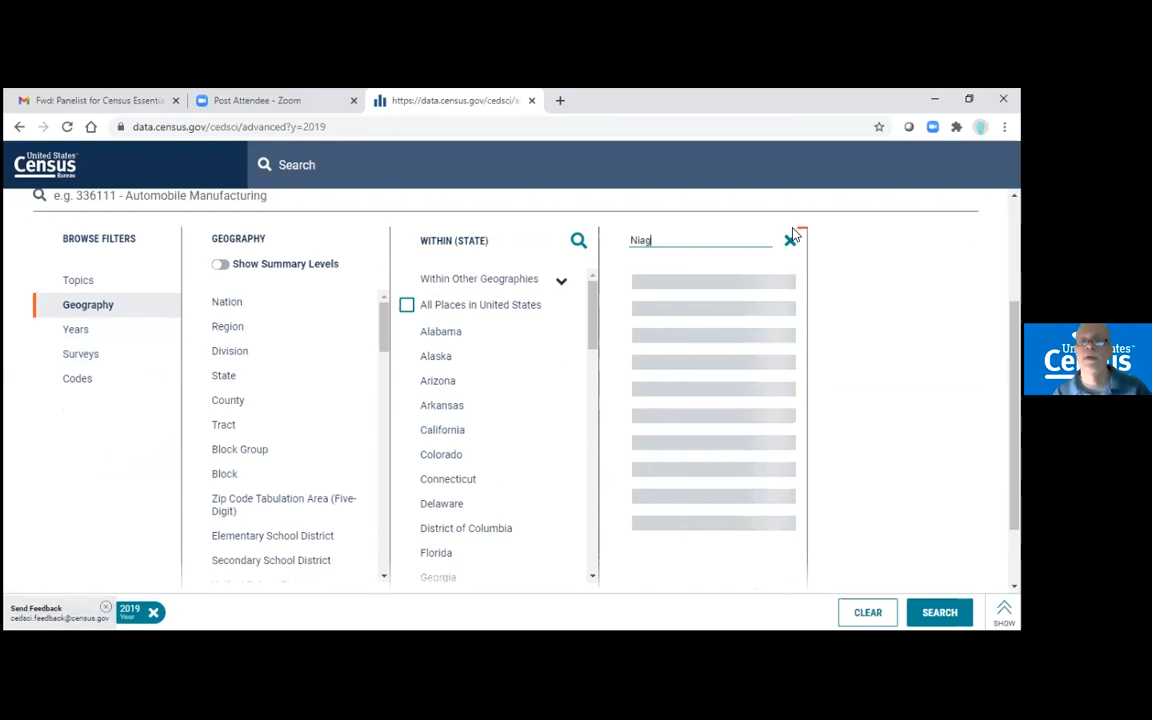 Fwd: Panelist for Census Essentia
Post Attendee - Zoom
https://data.census.gov/cedsci/a
data.census.gov/cedsci/advanced?y=2019
United States™
Census
Bureau
Search
e.g. 336111 - Automobile Manufacturing
BROWSE FILTERS
Topics
Geography
Years
Surveys
Codes
GEOGRAPHY
Show Summary Levels
Nation
Region
Division
State
County
Tract
Block Group
Block
Zip Code Tabulation Area (Five-
Digit)
Elementary School District
Secondary School District
WITHIN (STATE)
Within Other Geographies
All Places in United States
Alabama
Alaska
Arizona
Arkansas
California
Colorado
Connecticut
Delaware
District of Columbia
Florida
Georgia
Niag
Send Feedback
cedsci.feedback@census.gov
2019
Year
CLEAR
SEARCH
SHOW
Census